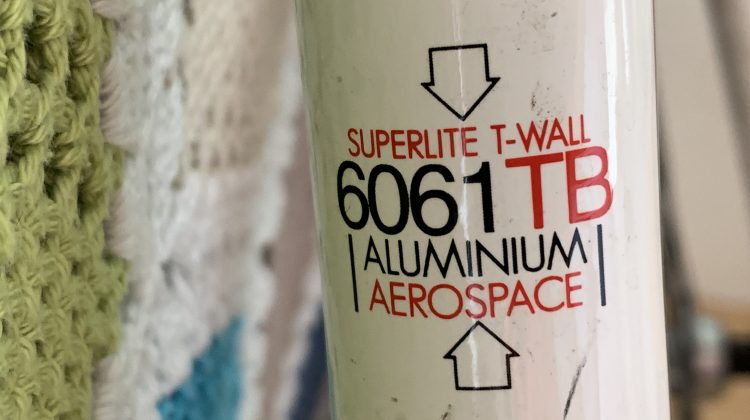 SUPERLITE T-WALL
6061TB
ALUMINIUM
AEROSPACE